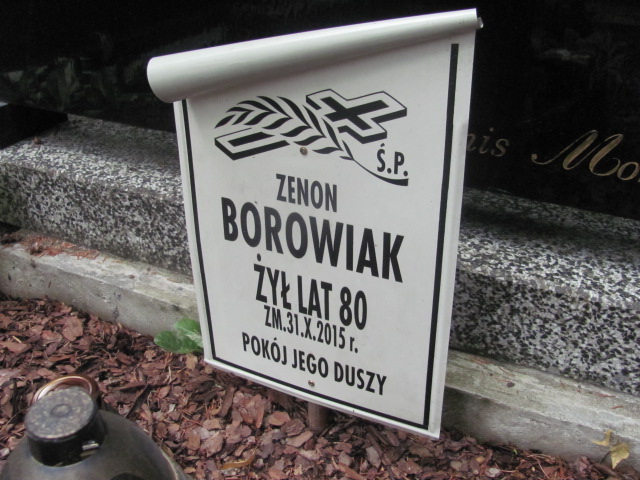 Ś.P.
ZENON
BOROWIAK
ŻYŁ LAT 80
ZM.31.X.2015 r.
POKÓJ JEGO DUSZY